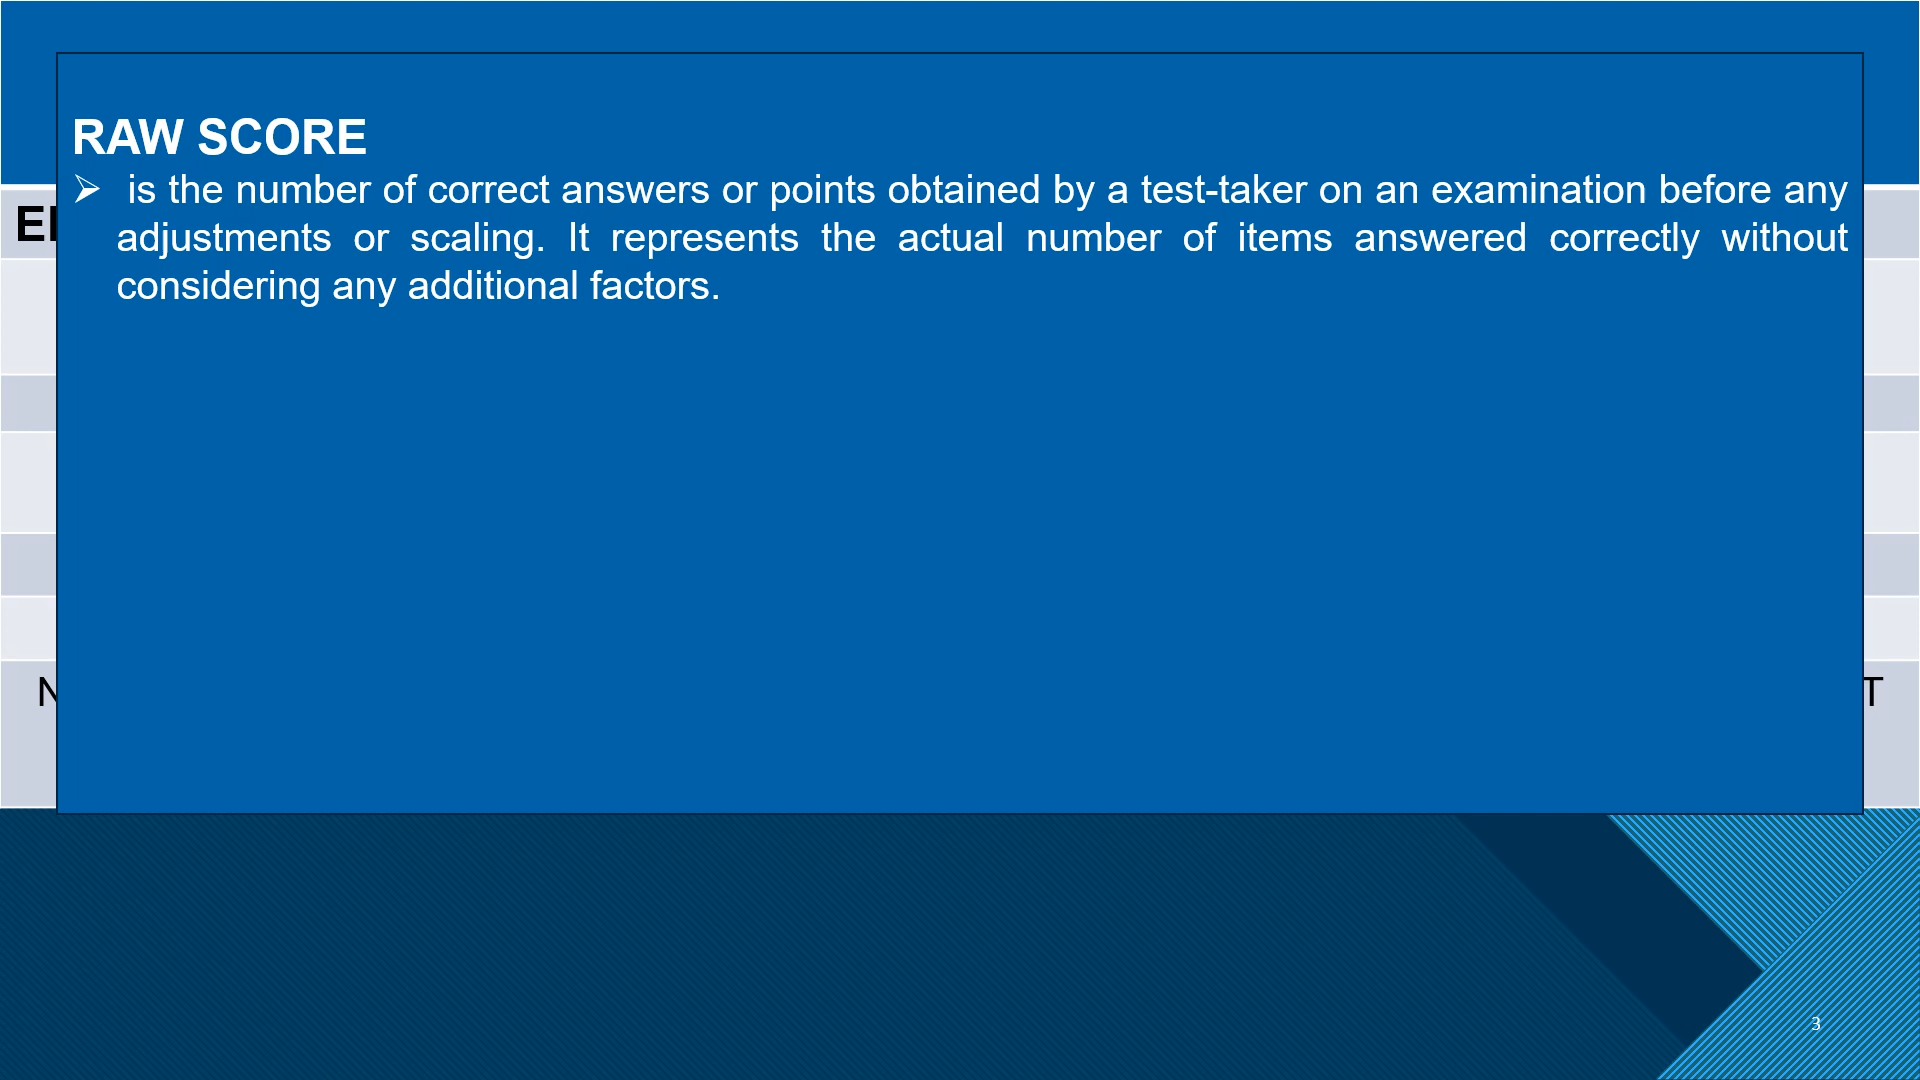 RAW SCORE
➢ is the number of correct answers or points obtained by a test-taker on an examination before any
adjustments or scaling. It represents the actual number of items answered correctly without
considering any additional factors.
3